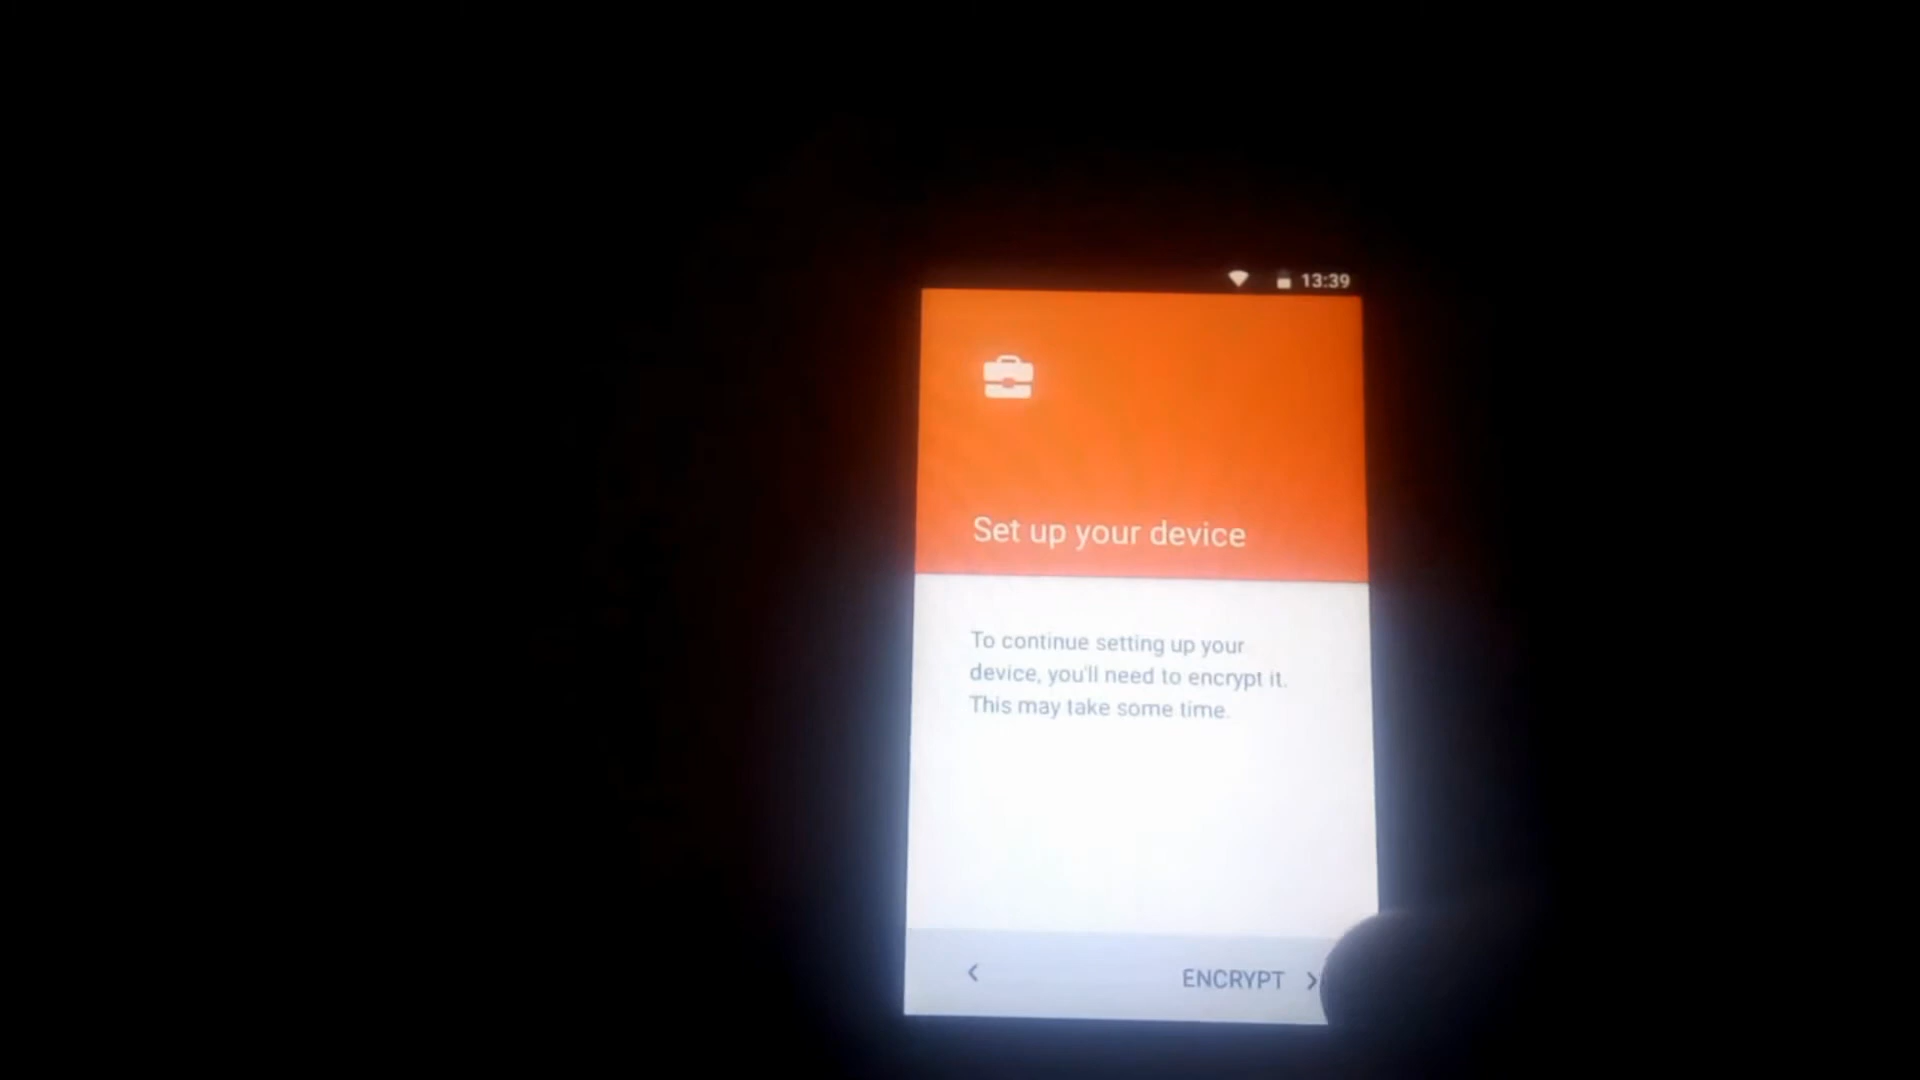 13:39
Set up your device
To continue setting up your
device, you'll need to encrypt it.
This may take some time.
ENCRYPT